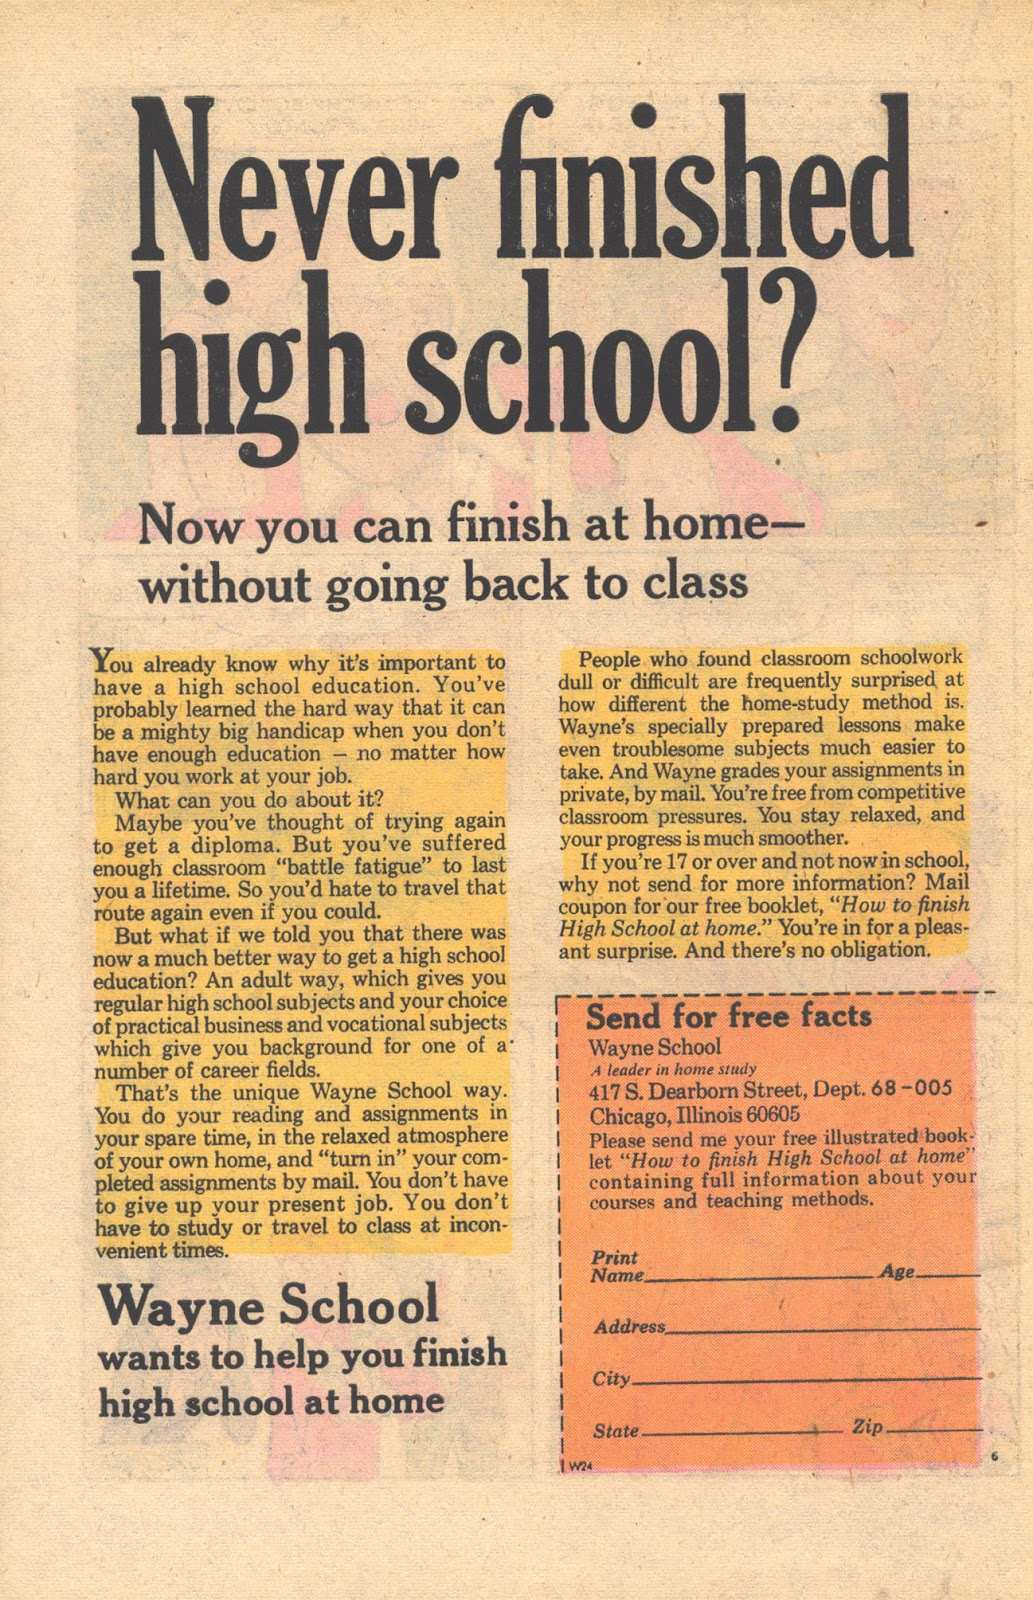 Never finished
high school?
Now you can finish at home—
without going back to class
You already know why it's important to
have a high school education. You've
probably learned the hard way that it can
be a mighty big handicap when you don't
have enough education — no matter how
hard you work at your job.
What can you do about it?
Maybe you've thought of trying again
to get a diploma. But you've suffered
enough classroom "battle fatigue" to last
you a lifetime. So you'd hate to travel that
route again even if you could.
But what if we told you that there was
now a much better way to get a high school
education? An adult way, which gives you
regular high school subjects and your choice
of practical business and vocational subjects
which give you background for one of a
number of career fields.
That's the unique Wayne School way.
You do your reading and assignments in
your spare time, in the relaxed atmosphere
of your own home, and "turn in" your com-
pleted assignments by mail. You don't have
to give up your present job. You don't
have to study or travel to class at incon-
venient times.
Wayne School
wants to help you finish
high school at home
People who found classroom schoolwork
dull or difficult are frequently surprised at
how different the home-study method is.
Wayne's specially prepared lessons make
even troublesome subjects much easier to
take. And Wayne grades your assignments in
private, by mail. You're free from competitive
classroom pressures. You stay relaxed, and
your progress is much smoother.
If you're 17 or over and not now in school,
why not send for more information? Mail
coupon for our free booklet, "How to finish
High School at home." You're in for a pleas-
ant surprise. And there's no obligation.
Send for free facts
Wayne School
A leader in home study
417 S. Dearborn Street, Dept. 68-005
Chicago, Illinois 60605
Please send me your free illustrated book-
let "How to finish High School at home"
containing full information about your
courses and teaching methods.
Print
Name Age
Address
City
State Zip
W24
6